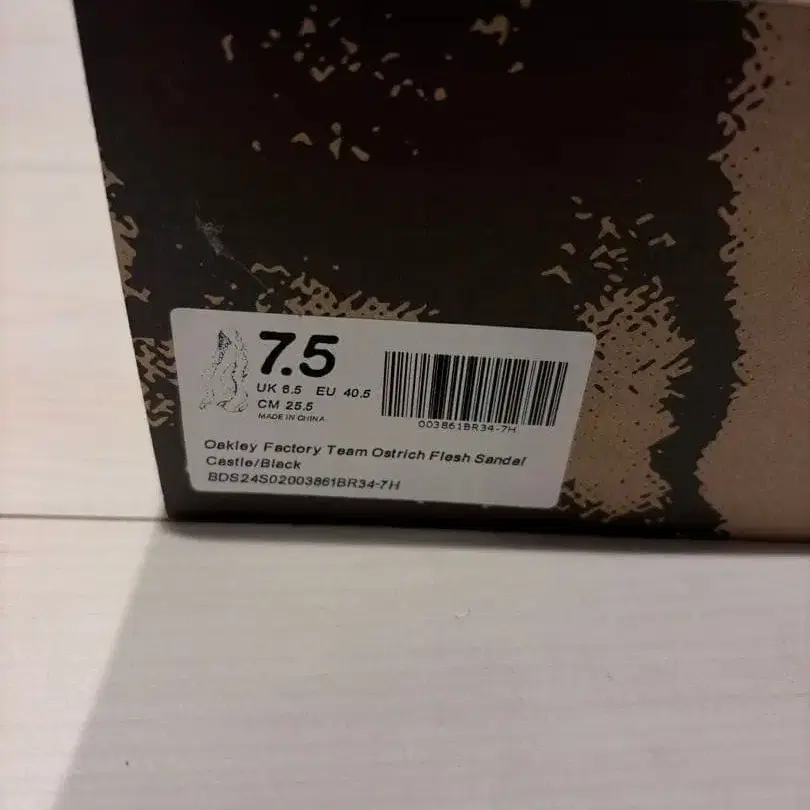 7.5
UK 6.5 EU 40.5
CM 25.5
MADE IN CHINA
003861BR34-7H
Oakley Factory Team Ostrich Flesh Sandal
Castle/Black
BDS24S02003861BR34-7H